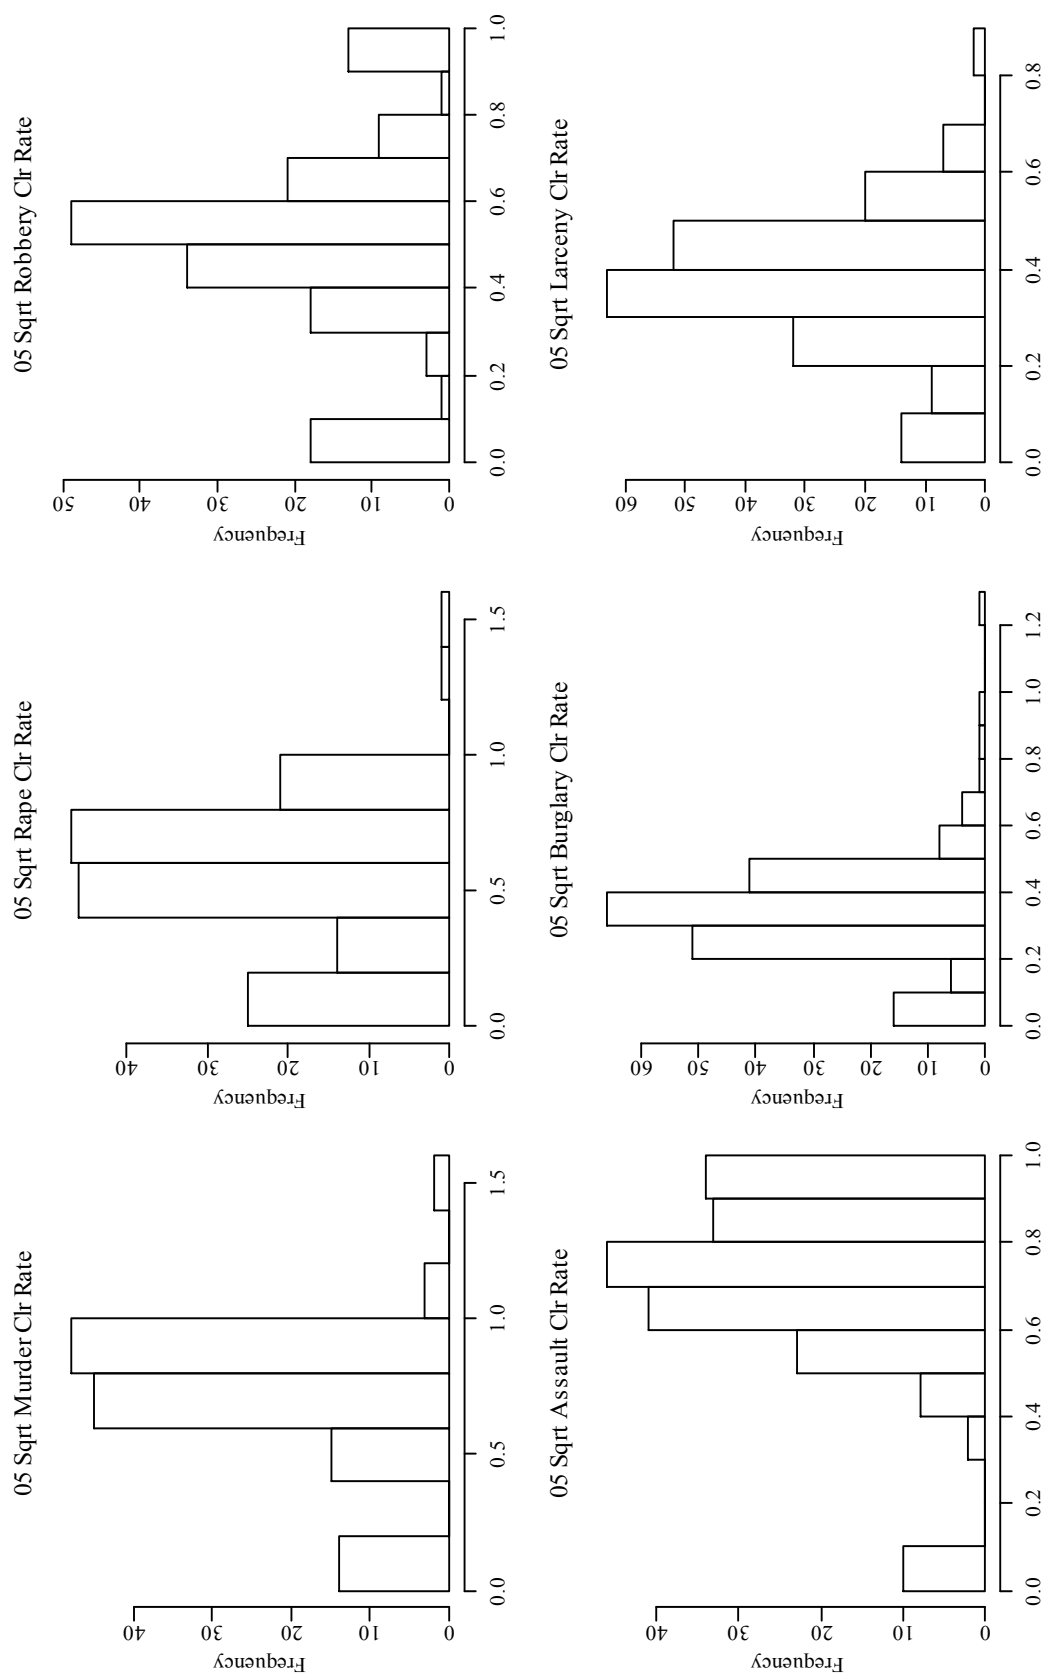 05 Sqrt Murder Clr Rate
Frequency
0 10 20 30 40
0.0 0.5 1.0 1.5
05 Sqrt Rape Clr Rate
Frequency
0 10 20 30 40
0.0 0.5 1.0 1.5
05 Sqrt Robbery Clr Rate
Frequency
0 10 20 30 40 50
0.0 0.2 0.4 0.6 0.8 1.0
05 Sqrt Assault Clr Rate
Frequency
0 10 20 30 40
0.0 0.2 0.4 0.6 0.8 1.0
05 Sqrt Burglary Clr Rate
Frequency
0 10 20 30 40 50 60
0.0 0.2 0.4 0.6 0.8 1.0 1.2
05 Sqrt Larceny Clr Rate
Frequency
0 10 20 30 40 50 60
0.0 0.2 0.4 0.6 0.8